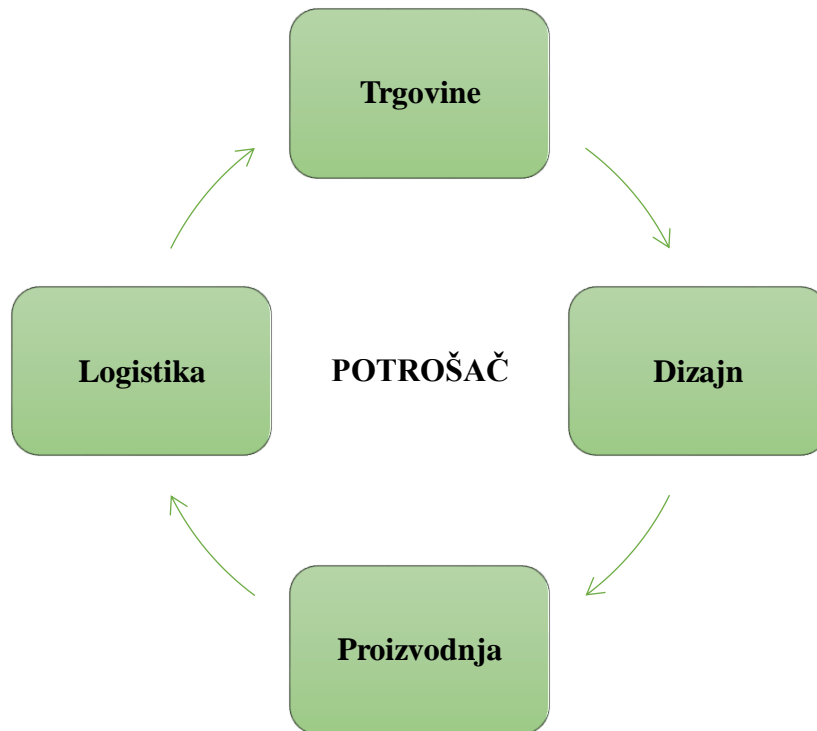 Trgovine
Logistika
POTROŠAČ
Dizajn
Proizvodnja